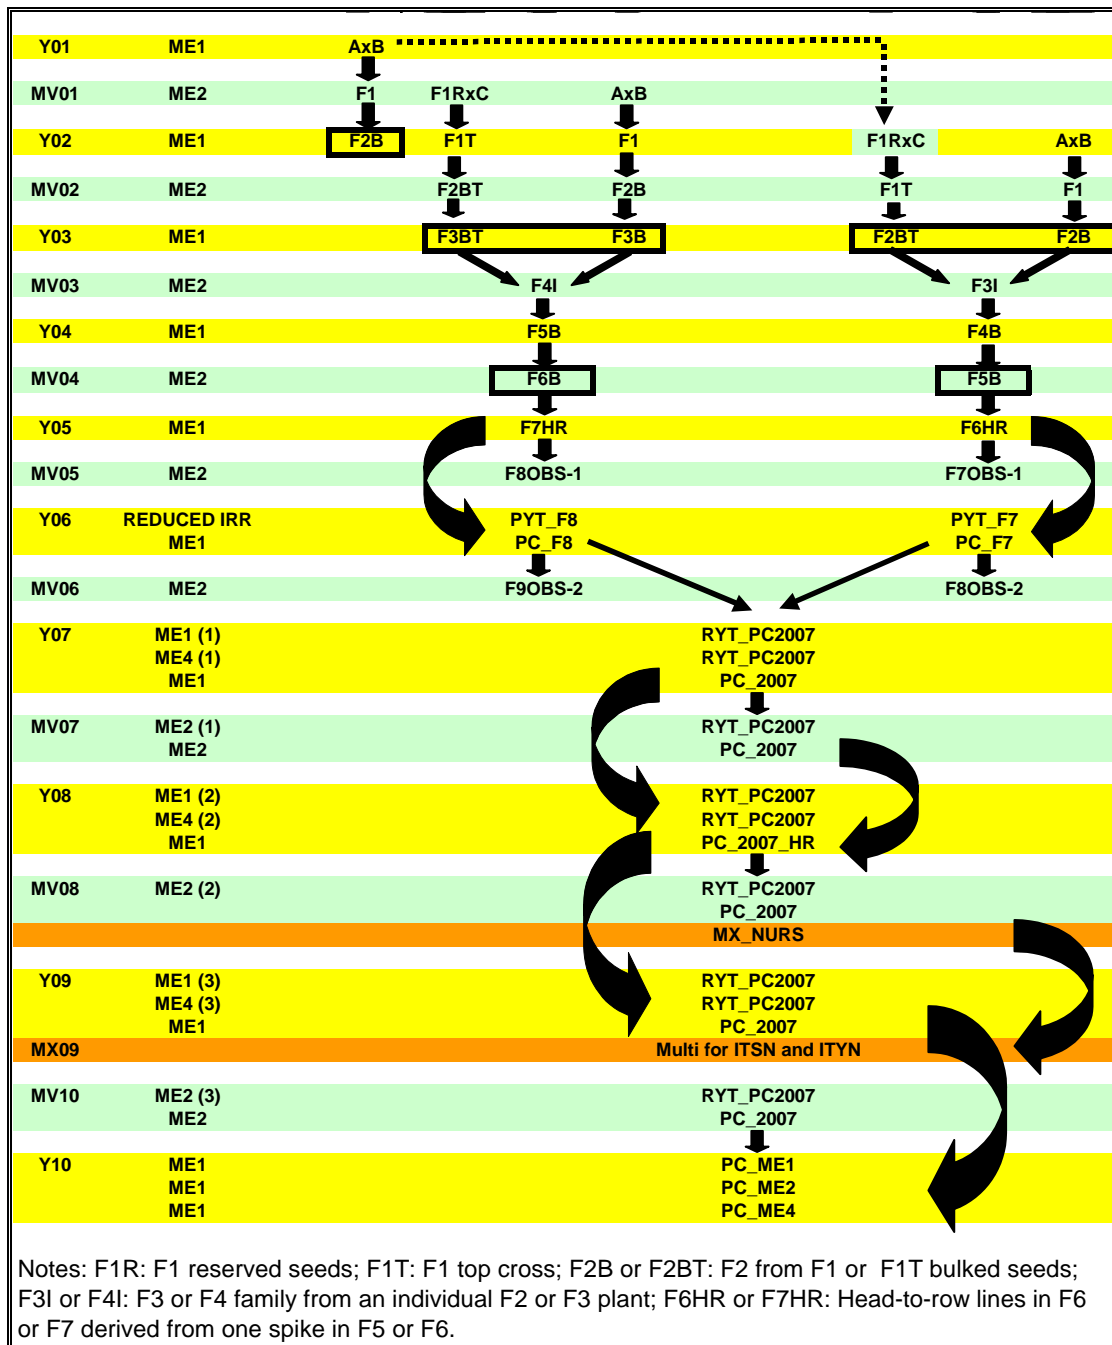 Y01 ME1 AxB
MV01 ME2 F1 F1RxC AxB
Y02 ME1 F2B F1T F1 F1RxC AxB
MV02 ME2 F2BT F2B F1T F1
Y03 ME1 F3BT F3B F2BT F2B
MV03 ME2 F4I F3I
Y04 ME1 F5B F4B
MV04 ME2 F6B F5B
Y05 ME1 F7HR F6HR
MV05 ME2 F8OBS-1 F7OBS-1
Y06 REDUCED IRR PYT_F8 PYT_F7
ME1 PC_F8 PC_F7
MV06 ME2 F9OBS-2 F8OBS-2
Y07 ME1 (1) RYT_PC2007
ME4 (1) RYT_PC2007
ME1 PC_2007
MV07 ME2 (1) RYT_PC2007
ME2 PC_2007
Y08 ME1 (2) RYT_PC2007
ME4 (2) RYT_PC2007
ME1 PC_2007_HR
MV08 ME2 (2) RYT_PC2007
PC_2007
MX_NURS
Y09 ME1 (3) RYT_PC2007
ME4 (3) RYT_PC2007
ME1 PC_2007
MX09 Multi for ITSN and ITYN
MV10 ME2 (3) RYT_PC2007
ME2 PC_2007
Y10 ME1 PC_ME1
ME1 PC_ME2
ME1 PC_ME4
Notes: F1R: F1 reserved seeds; F1T: F1 top cross; F2B or F2BT: F2 from F1 or F1T bulked seeds;
F3I or F4I: F3 or F4 family from an individual F2 or F3 plant; F6HR or F7HR: Head-to-row lines in F6
or F7 derived from one spike in F5 or F6.